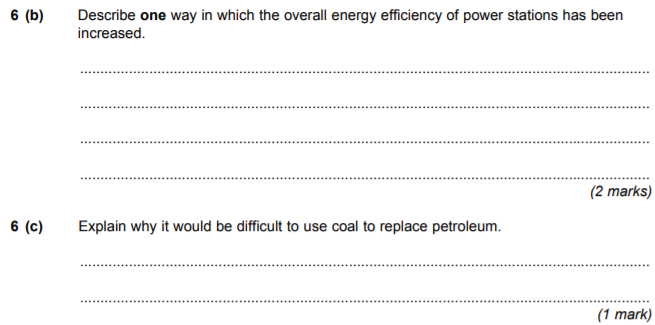 6 (b) Describe one way in which the overall energy efficiency of power stations has been
increased.
(2 marks)
6 (c) Explain why it would be difficult to use coal to replace petroleum.
(1 mark)